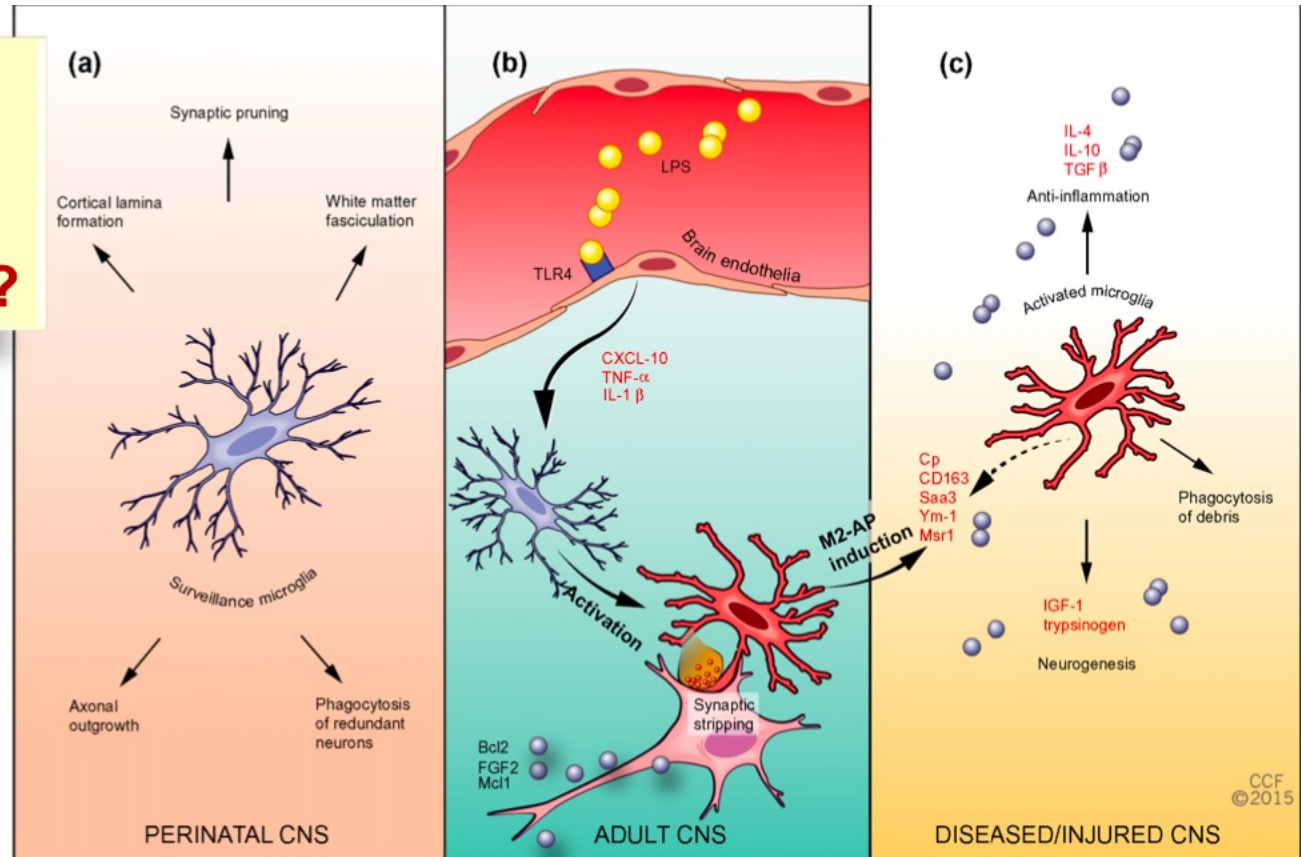 ?
(a)
Synaptic pruning
Cortical lamina
formation
White matter
fasciculation
Surveillance microglia
Axonal
outgrowth
Phagocytosis
of redundant
neurons
PERINATAL CNS
(b)
LPS
TLR4
Brain endothelia
CXCL-10
TNF-α
IL-1 β
Activation
M2-AP
induction
Synaptic
stripping
Bcl2
FGF2
Mcl1
ADULT CNS
(c)
IL-4
IL-10
TGF β
Anti-inflammation
Activated microglia
Cp
CD163
Saa3
Ym-1
Msr1
Phagocytosis
of debris
IGF-1
trypsinogen
Neurogenesis
CCF
©2015
DISEASED/INJURED CNS